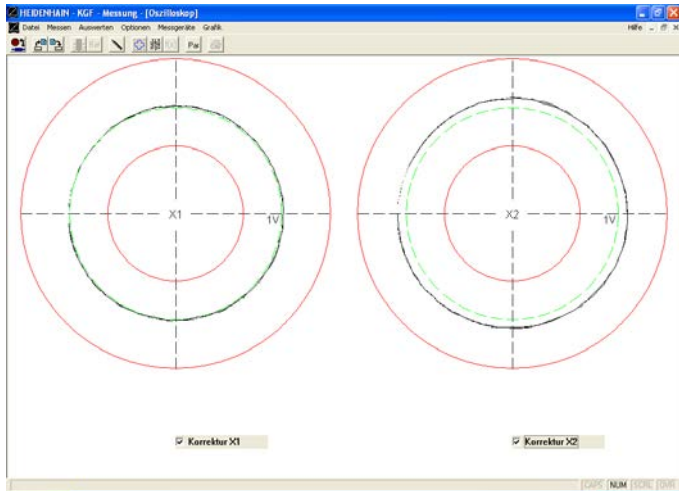 HEIDENHAIN - KGF - Messung - [Oszilloskop]
Datei Messen Auswerten Optionen Messgeräte Grafik Hilfe
Par
X1 1V
X2 1V
Korrektur X1
Korrektur X2
CAPS NUM SCRL OVR